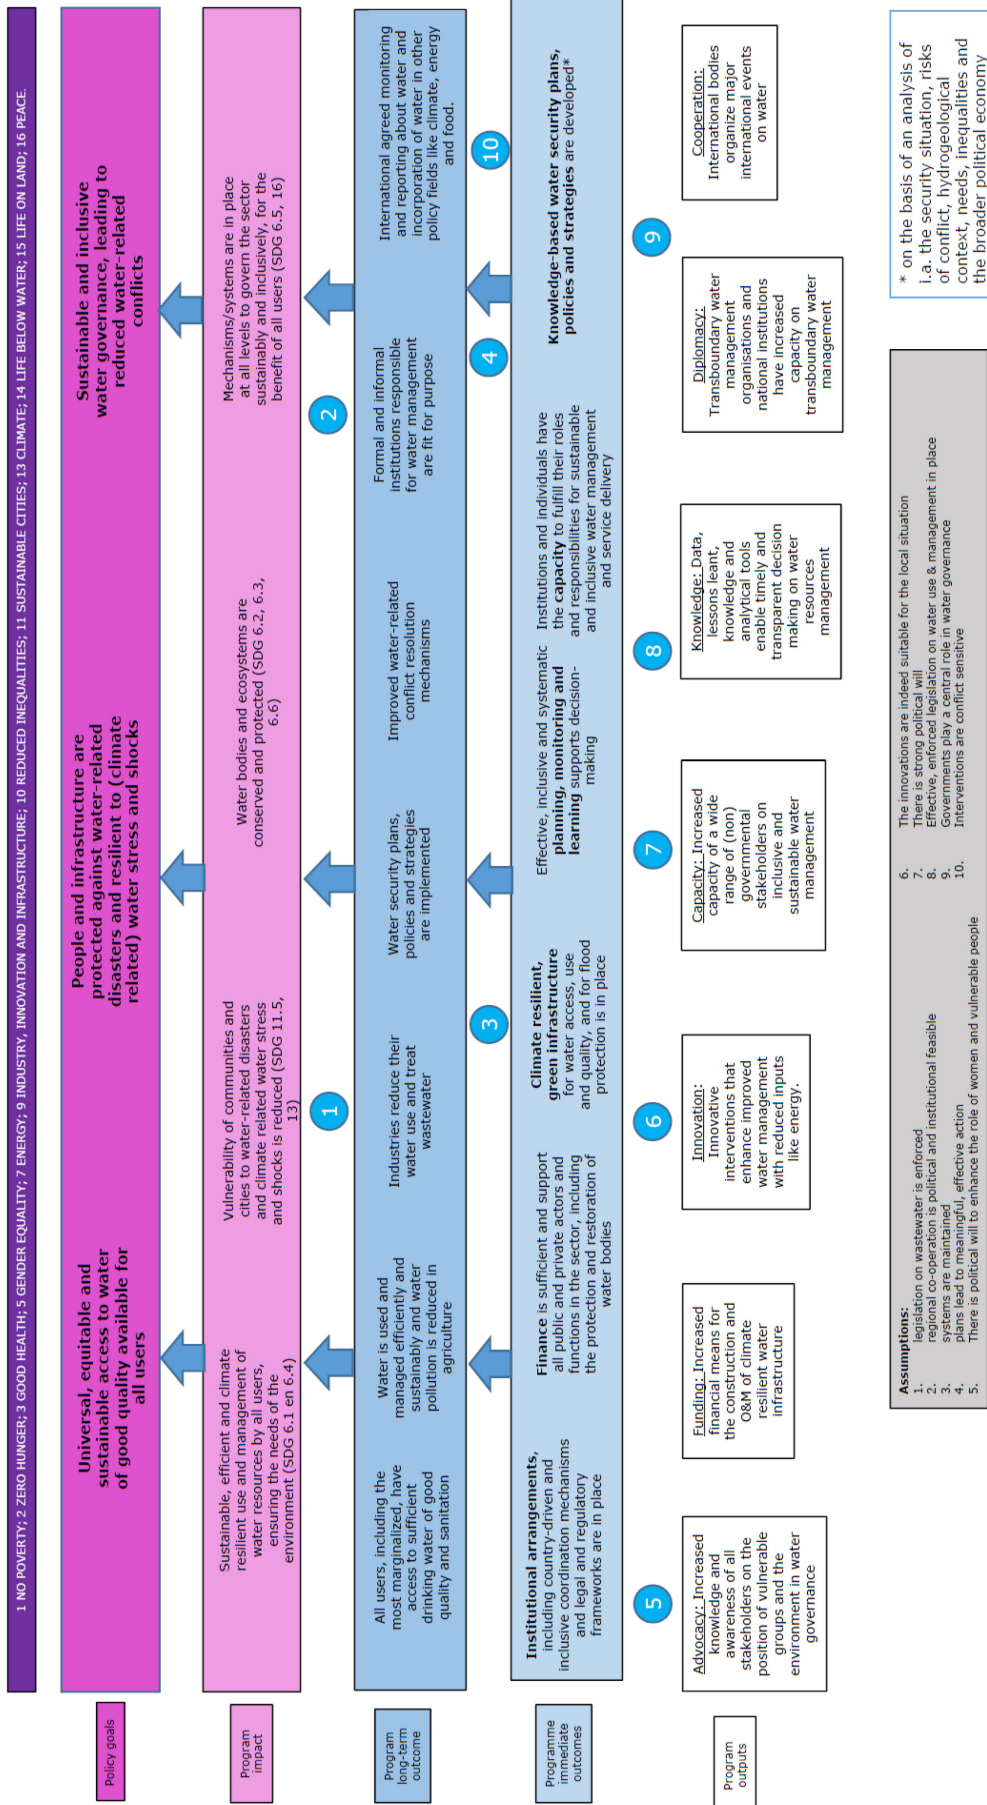 1 NO POVERTY; 2 ZERO HUNGER; 3 GOOD HEALTH; 5 GENDER EQUALITY; 7 ENERGY; 9 INDUSTRY, INNOVATION AND INFRASTRUCTURE; 10 REDUCED INEQUALITIES; 11 SUSTAINABLE CITIES; 13 CLIMATE; 14 LIFE BELOW WATER; 15 LIFE ON LAND; 16 PEACE.
Policy goals
Universal, equitable and
sustainable access to water
of good quality available for
all users
People and infrastructure are
protected against water-related
disasters and resilient to (climate
related) water stress and shocks
Sustainable and inclusive
water governance, leading to
reduced water-related
conflicts
Program
impact
Sustainable, efficient and climate
resilient use and management of
water resources by all users,
ensuring the needs of the
environment (SDG 6.1 en 6.4)
Vulnerability of communities and
cities to water-related disasters
and climate related water stress
and shocks is reduced (SDG 11.5,
13)
Water bodies and ecosystems are
conserved and protected (SDG 6.2, 6.3,
6.6)
Mechanisms/systems are in place
at all levels to govern the sector
sustainably and inclusively, for the
benefit of all users (SDG 6.5, 16)
1
2
Program
long-term
outcome
All users, including the
most marginalized, have
access to sufficient
drinking water of good
quality and sanitation
Water is used and
managed efficiently and
sustainably and water
pollution is reduced in
agriculture
Industries reduce their
water use and treat
wastewater
Water security plans,
policies and strategies
are implemented
Improved water-related
conflict resolution
mechanisms
Formal and informal
institutions responsible
for water management
are fit for purpose
International agreed monitoring
and reporting about water and
incorporation of water in other
policy fields like climate, energy
and food.
3
4
10
Programme
immediate
outcomes
Institutional arrangements,
including country-driven and
inclusive coordination mechanisms
and legal and regulatory
frameworks are in place
Finance is sufficient and support
all public and private actors and
functions in the sector, including
the protection and restoration of
water bodies
Climate resilient,
green infrastructure
for water access, use
and quality, and for flood
protection is in place
Effective, inclusive and systematic
planning, monitoring and
learning supports decision-
making
Institutions and individuals have
the capacity to fulfill their roles
and responsibilities for sustainable
and inclusive water management
and service delivery
Knowledge-based water security plans,
policies and strategies are developed*
5
6
7
8
9
Program
outputs
Advocacy: Increased
knowledge and
awareness of all
stakeholders on the
position of vulnerable
groups and the
environment in water
governance
Funding: Increased
financial means for
the construction and
O&M of climate
resilient water
infrastructure
Innovation:
Innovative
interventions that
enhance improved
water management
with reduced inputs
like energy.
Capacity: Increased
capacity of a wide
range of (non)
governmental
stakeholders on
inclusive and
sustainable water
management
Knowledge: Data,
lessons leant,
knowledge and
analytical tools
enable timely and
transparent decision
making on water
resources
management
Diplomacy:
Transboundary water
management
organisations and
national institutions
have increased
capacity on
transboundary water
management
Cooperation:
International bodies
organize major
international events
on water
Assumptions:
1. legislation on wastewater is enforced
2. regional co-operation is political and institutional feasible
3. systems are maintained
4. plans lead to meaningful, effective action
5. There is political will to enhance the role of women and vulnerable people
6. The innovations are indeed suitable for the local situation
7. There is strong political will
8. Effective, enforced legislation on water use & management in place
9. Governments play a central role in water governance
10. Interventions are conflict sensitive
* on the basis of an analysis of
i.a. the security situation, risks
of conflict, hydrogeological
context, needs, inequalities and
the broader political economy